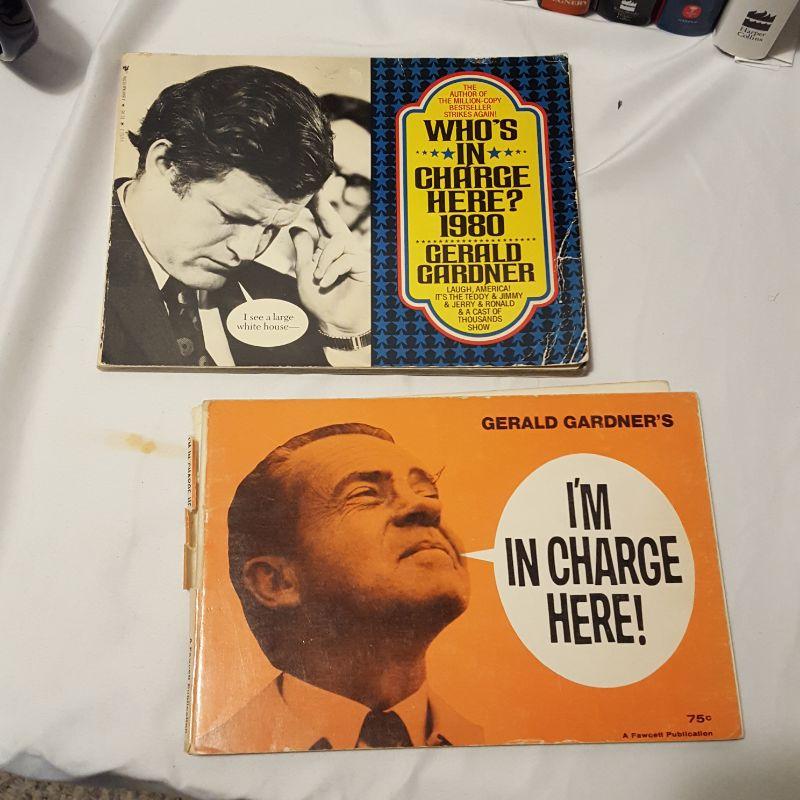 Harper
Collins
THE
AUTHOR OF
THE MILLION-COPY
BESTSELLER
STRIKES AGAIN!
WHO'S
IN
CHARGE
HERE?
1980
GERALD
GARDNER
LAUGH, AMERICA!
IT'S THE TEDDY & JIMMY
& JERRY & RONALD
& A CAST OF
THOUSANDS
SHOW
I see a large
white house—
GERALD GARDNER'S
I'M
IN CHARGE
HERE!
75¢
A Fawcett Publication